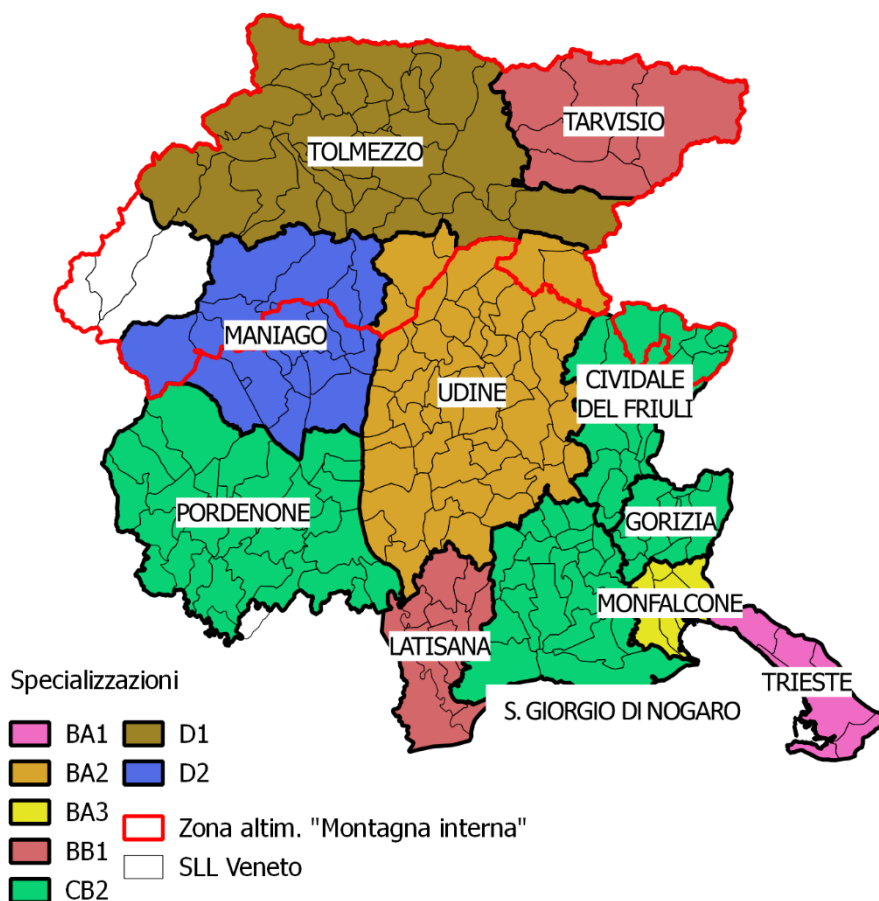 TARVISIO
TOLMEZZO
MANIAGO
UDINE
CIVIDALE
DEL FRIULI
PORDENONE
GORIZIA
MONFALCONE
LATISANA
TRIESTE
S. GIORGIO DI NOGARO
Specializzazioni
BA1
D1
BA2
D2
BA3
Zona altim. "Montagna interna"
BB1
SLL Veneto
CB2